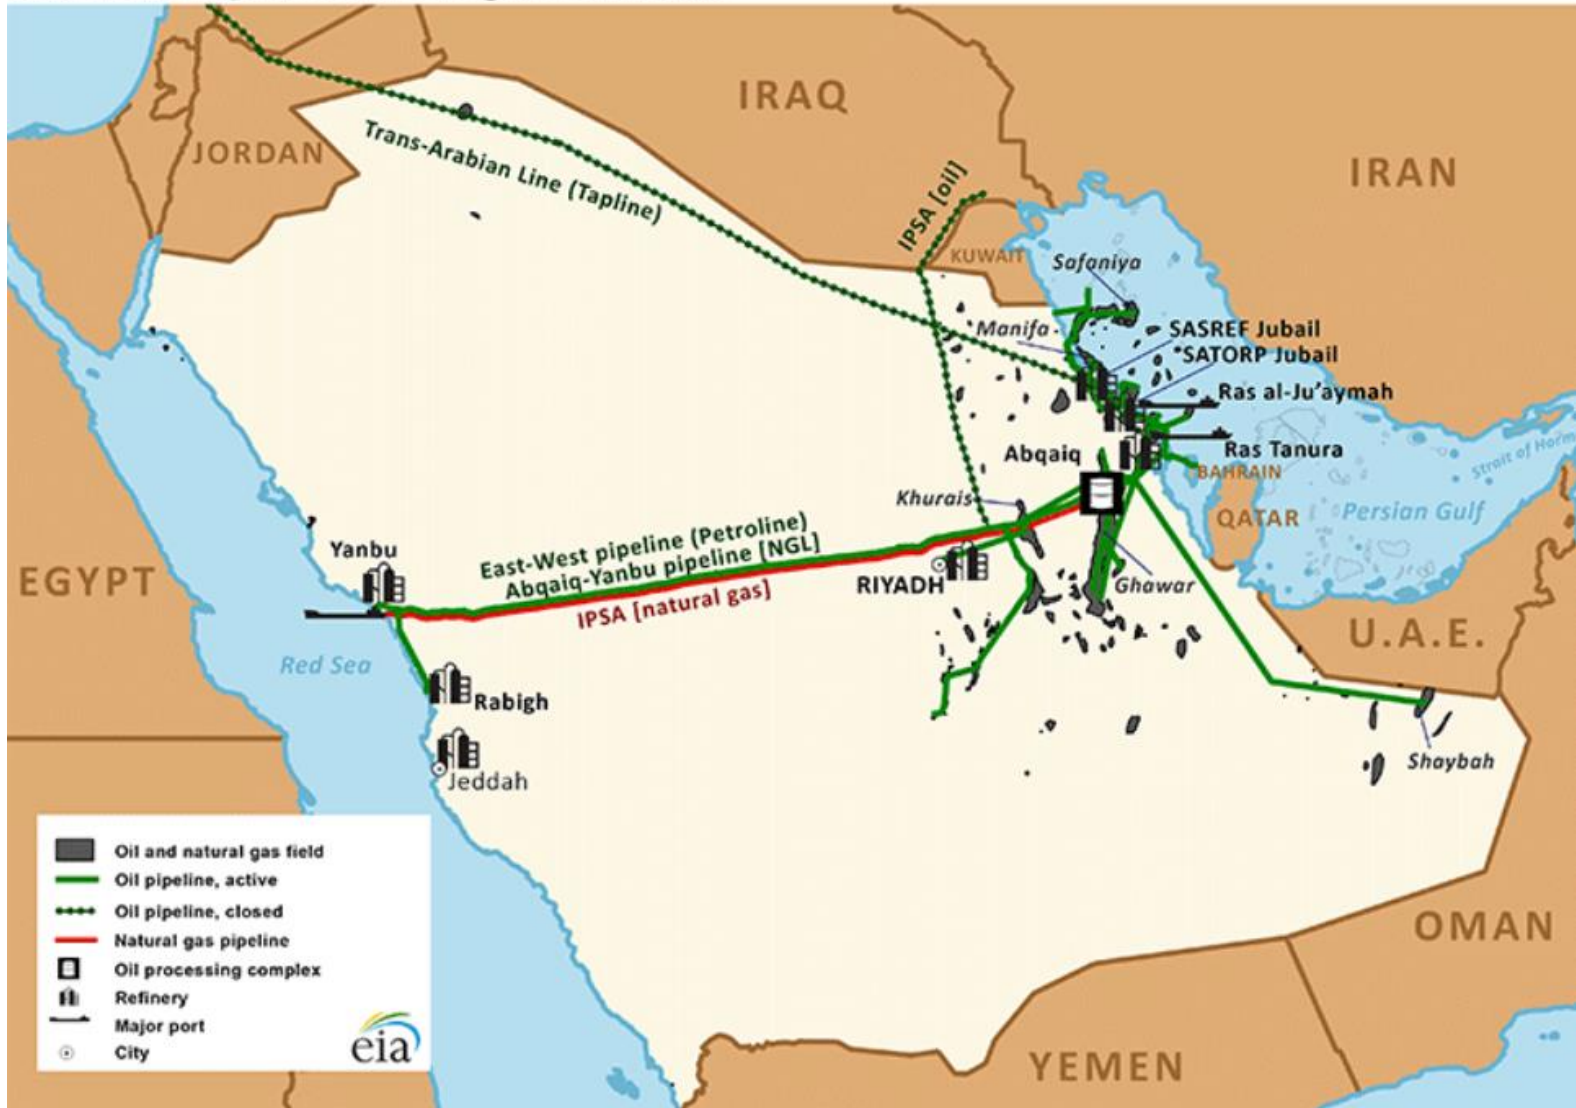 IRAQ
JORDAN
IRAN
Trans-Arabian Line (Tapline)
IPSA [oil]
KUWAIT
Safaniya
Manifa
SASREF Jubail
SATORP Jubail
Ras al-Ju'aymah
Abqaiq
Ras Tanura
Strait of
BAHRAIN
Khurais
QATAR
Persian Gulf
East-West pipeline (Petroline)
Abqaiq-Yanbu pipeline [NGL]
IPSA [natural gas]
Yanbu
EGYPT
RIYADH
Ghawar
U.A.E.
Red Sea
Rabigh
Shaybah
Jeddah
Oil and natural gas field
Oil pipeline, active
Oil pipeline, closed
Natural gas pipeline
Oil processing complex
Refinery
Major port
City
eia
OMAN
YEMEN